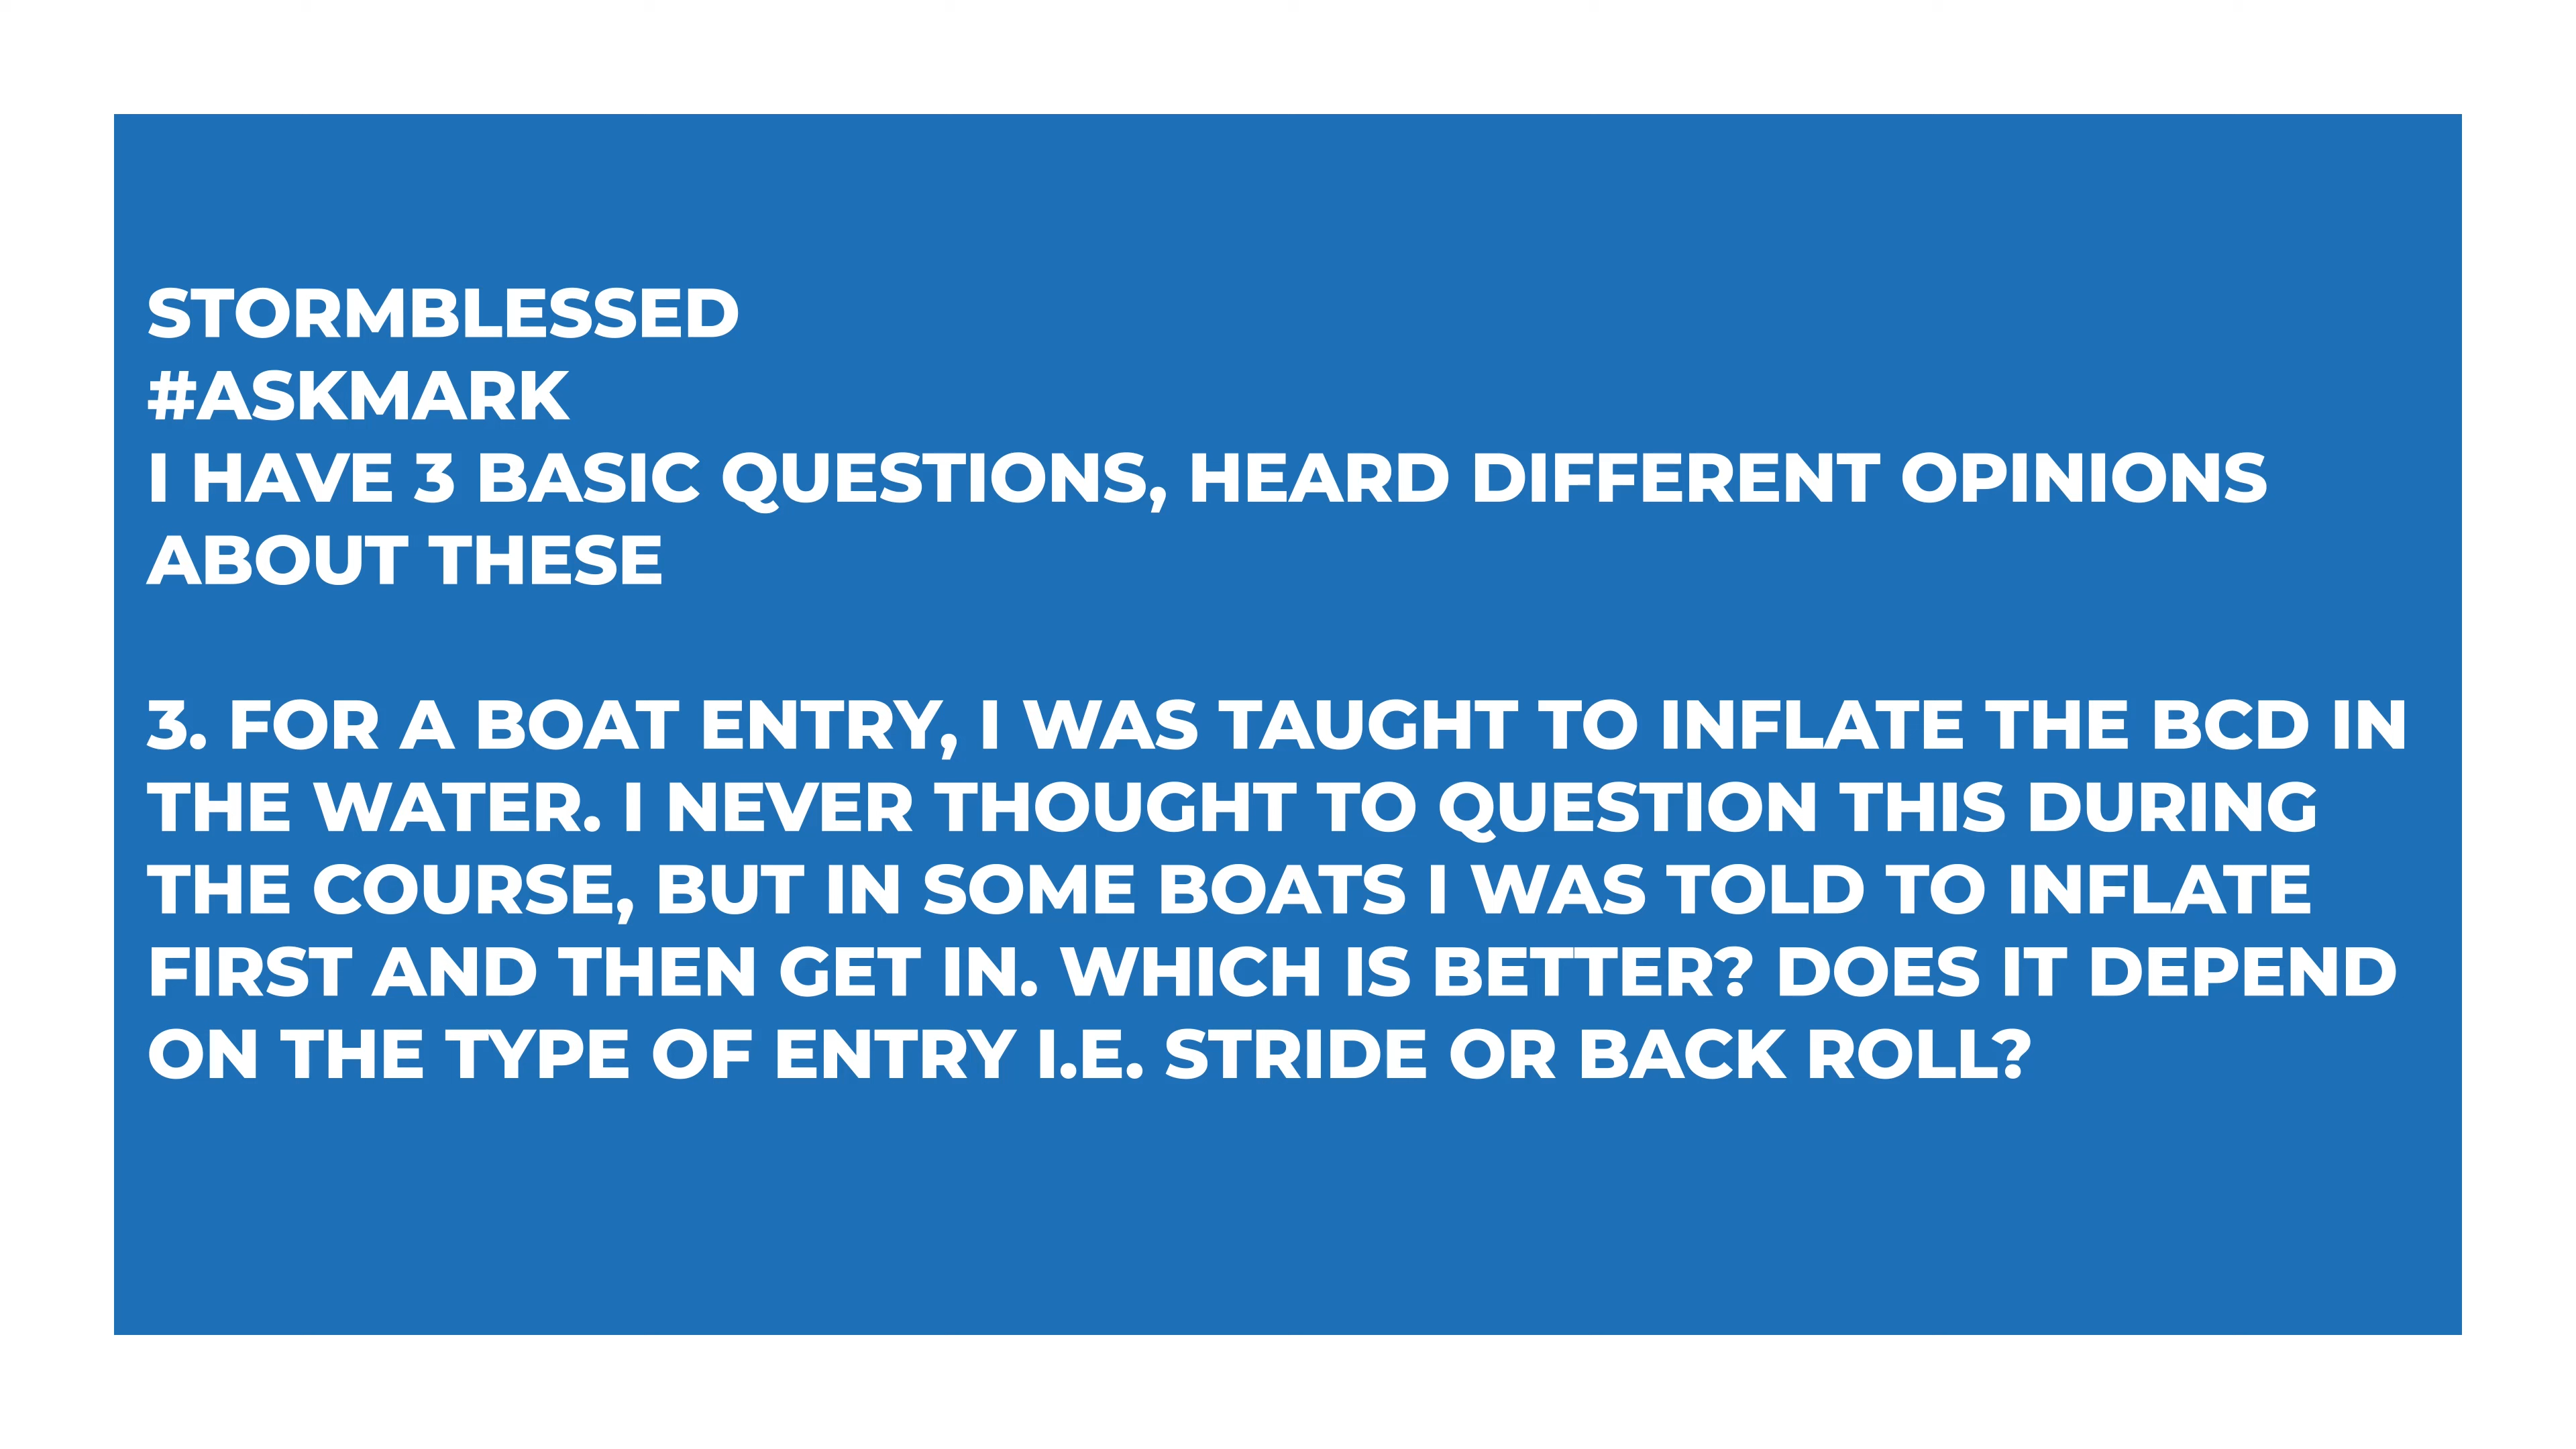 STORMBLESSED
#ASKMARK
I HAVE 3 BASIC QUESTIONS, HEARD DIFFERENT OPINIONS
ABOUT THESE
3. FOR A BOAT ENTRY, I WAS TAUGHT TO INFLATE THE BCD IN
THE WATER. I NEVER THOUGHT TO QUESTION THIS DURING
THE COURSE, BUT IN SOME BOATS I WAS TOLD TO INFLATE
FIRST AND THEN GET IN. WHICH IS BETTER? DOES IT DEPEND
ON THE TYPE OF ENTRY I.E. STRIDE OR BACK ROLL?